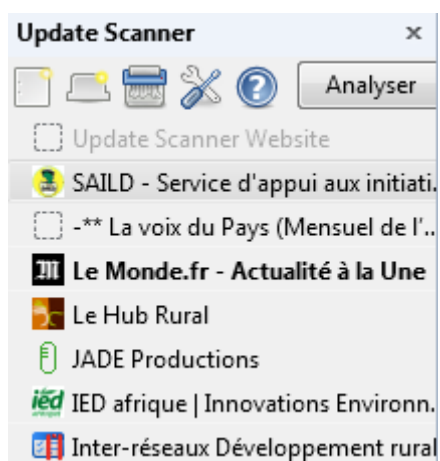 Update Scanner
Analyser
Update Scanner Website
SAILD - Service d'appui aux initiati.
-** La voix du Pays (Mensuel de l'..
Le Monde.fr - Actualité à la Une
Le Hub Rural
JADE Productions
iéd IED afrique | Innovations Environn.
Inter-réseaux Développement rural